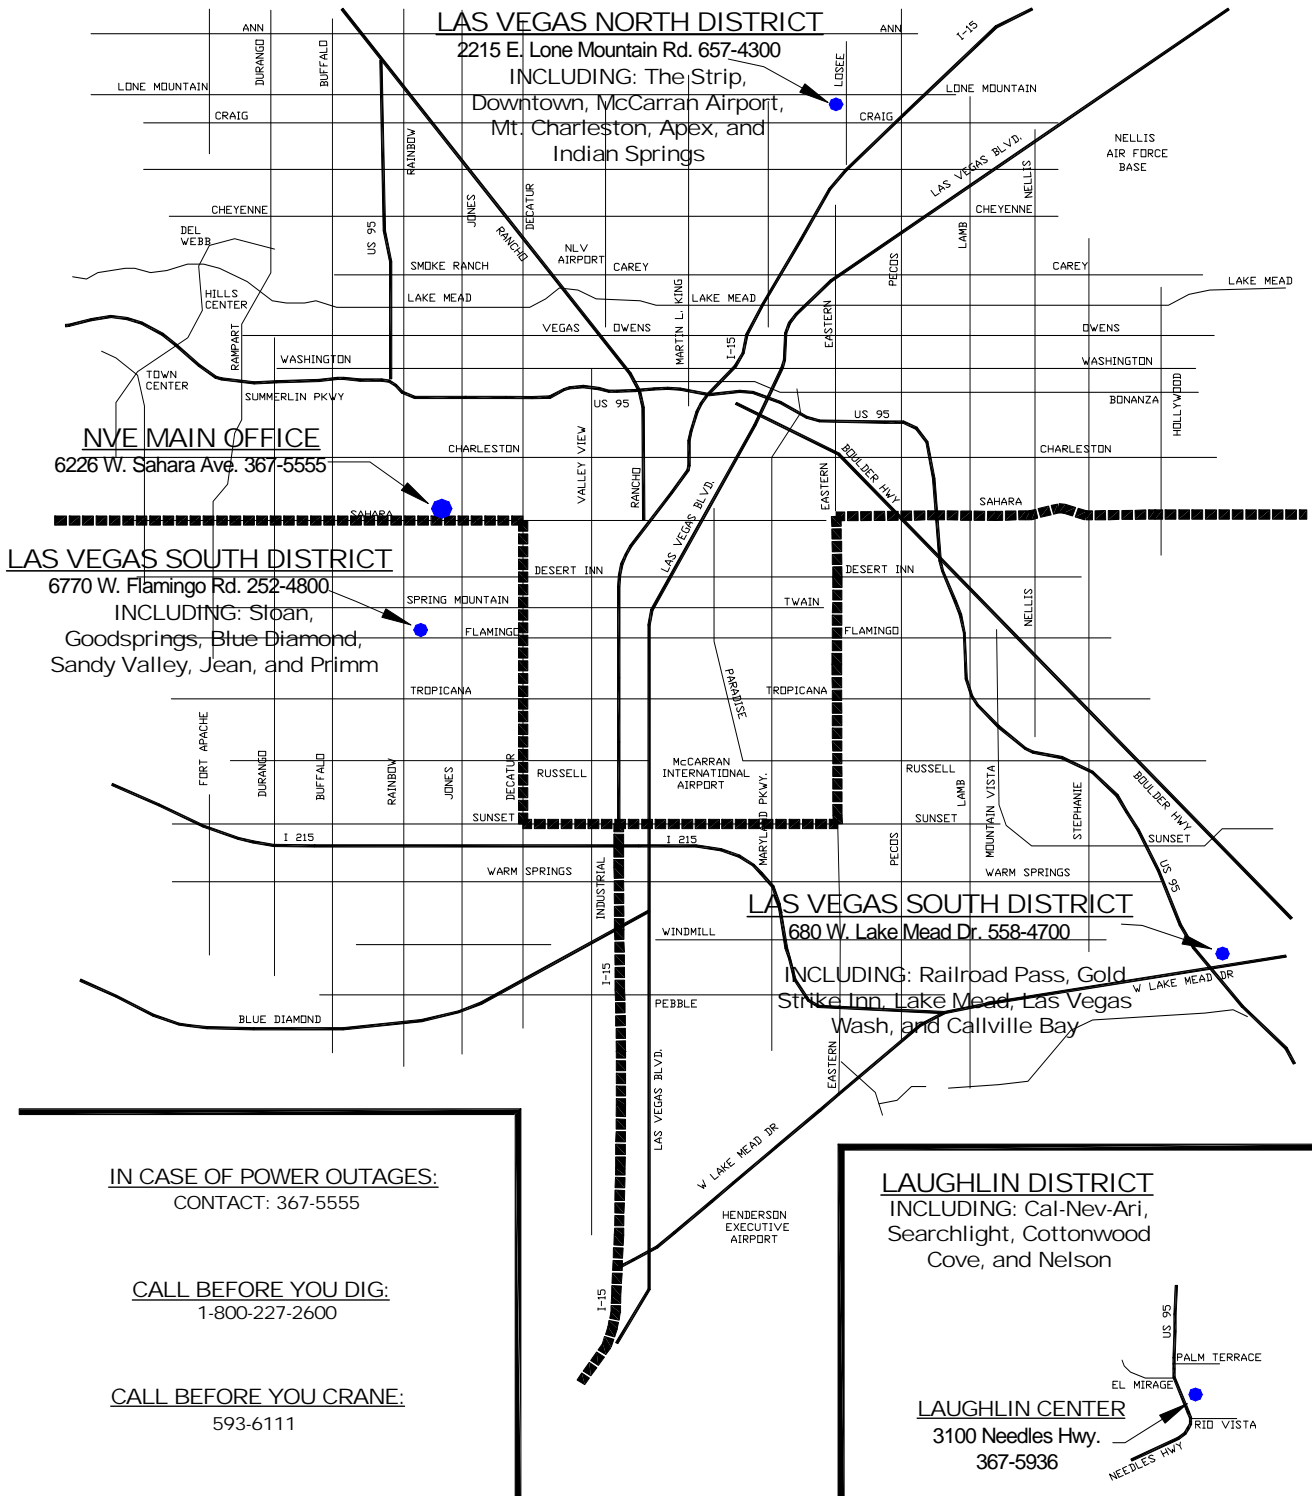 LAS VEGAS NORTH DISTRICT
2215 E. Lone Mountain Rd. 657-4300
INCLUDING: The Strip,
Downtown, McCarran Airport,
Mt. Charleston, Apex, and
Indian Springs
ANN
DURANGO
BUFFALO
ANN
LOSEE
I-15
LONE MOUNTAIN
LONE MOUNTAIN
CRAIG
CRAIG
RAINBOW
NELLIS
AIR FORCE
BASE
LAS VEGAS BLVD.
NELLIS
CHEYENNE
JONES
DECATUR
CHEYENNE
DEL
WEBB
US 95
RANCHO
LAMB
NLV
AIRPORT
SMOKE RANCH
CAREY
PECOS
CAREY
HILLS
CENTER
LAKE MEAD
MARTIN L. KING
LAKE MEAD
LAKE MEAD
RAMPART
VEGAS
OWENS
I-15
EASTERN
OWENS
WASHINGTON
WASHINGTON
TOWN
CENTER
SUMMERLIN PKWY
US 95
US 95
BONANZA
HOLLYWOOD
NVE MAIN OFFICE
6226 W. Sahara Ave. 367-5555
CHARLESTON
VALLEY VIEW
RANCHO
LAS VEGAS BLVD.
EASTERN
BOULDER HWY
CHARLESTON
SAHARA
SAHARA
LAS VEGAS SOUTH DISTRICT
6770 W. Flamingo Rd. 252-4800
INCLUDING: Sloan,
Goodsprings, Blue Diamond,
Sandy Valley, Jean, and Primm
DESERT INN
DESERT INN
SPRING MOUNTAIN
TWAIN
NELLIS
FLAMINGO
FLAMINGO
TROPICANA
PARADISE
TROPICANA
FORT APACHE
DURANGO
BUFFALO
RAINBOW
JONES
DECATUR
RUSSELL
McCARRAN
INTERNATIONAL
AIRPORT
MARYLAND PKWY.
RUSSELL
LAMB
MOUNTAIN VISTA
STEPHANIE
BOULDER HWY
SUNSET
SUNSET
SUNSET
I 215
I 215
PECOS
WARM SPRINGS
INDUSTRIAL
WARM SPRINGS
US 95
LAS VEGAS SOUTH DISTRICT
680 W. Lake Mead Dr. 558-4700
INCLUDING: Railroad Pass, Gold
Strike Inn, Lake Mead, Las Vegas
Wash, and Callville Bay
WINDMILL
I-15
W LAKE MEAD DR
PEBBLE
BLUE DIAMOND
EASTERN
LAS VEGAS BLVD.
W LAKE MEAD DR
HENDERSON
EXECUTIVE
AIRPORT
I-15
IN CASE OF POWER OUTAGES:
CONTACT: 367-5555
CALL BEFORE YOU DIG:
1-800-227-2600
CALL BEFORE YOU CRANE:
593-6111
LAUGHLIN DISTRICT
INCLUDING: Cal-Nev-Ari,
Searchlight, Cottonwood
Cove, and Nelson
US 95
PALM TERRACE
EL MIRAGE
LAUGHLIN CENTER
3100 Needles Hwy.
367-5936
RIO VISTA
NEEDLES HWY